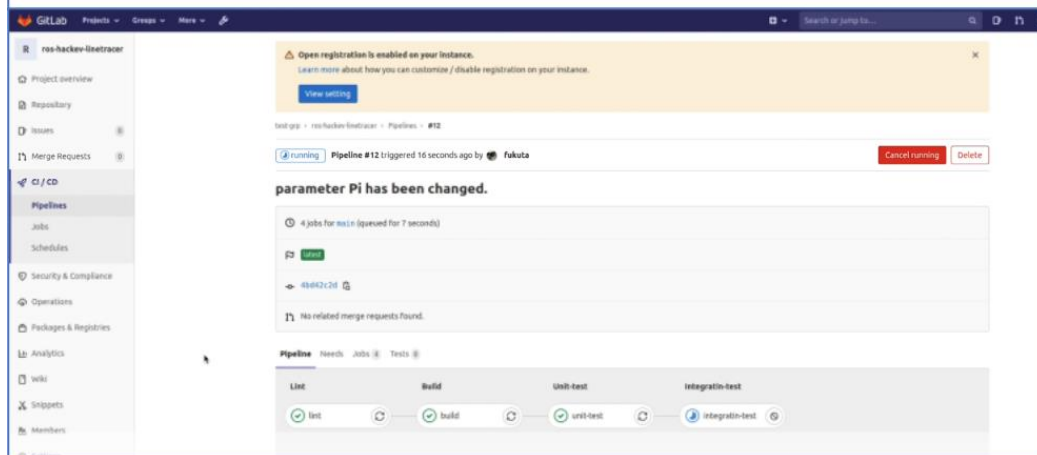 GitLab Projects Groups More Search or jump to...
R ros-hackev-linetracer
Project overview
Repository
Issues 0
Merge Requests 0
CI / CD
Pipelines
Jobs
Schedules
Security & Compliance
Operations
Packages & Registries
Analytics
Wiki
Snippets
Members
Open registration is enabled on your instance.
Learn more about how you can customize / disable registration on your instance.
View setting
test-grp › ros-hackev-linetracer › Pipelines › #12
running Pipeline #12 triggered 16 seconds ago by fukuta Cancel running Delete
parameter Pi has been changed.
4 jobs for main (queued for 7 seconds)
latest
4bd42c2d
No related merge requests found.
Pipeline Needs Jobs 4 Tests 0
Lint Build Unit-test Integratin-test
lint build unit-test integratin-test